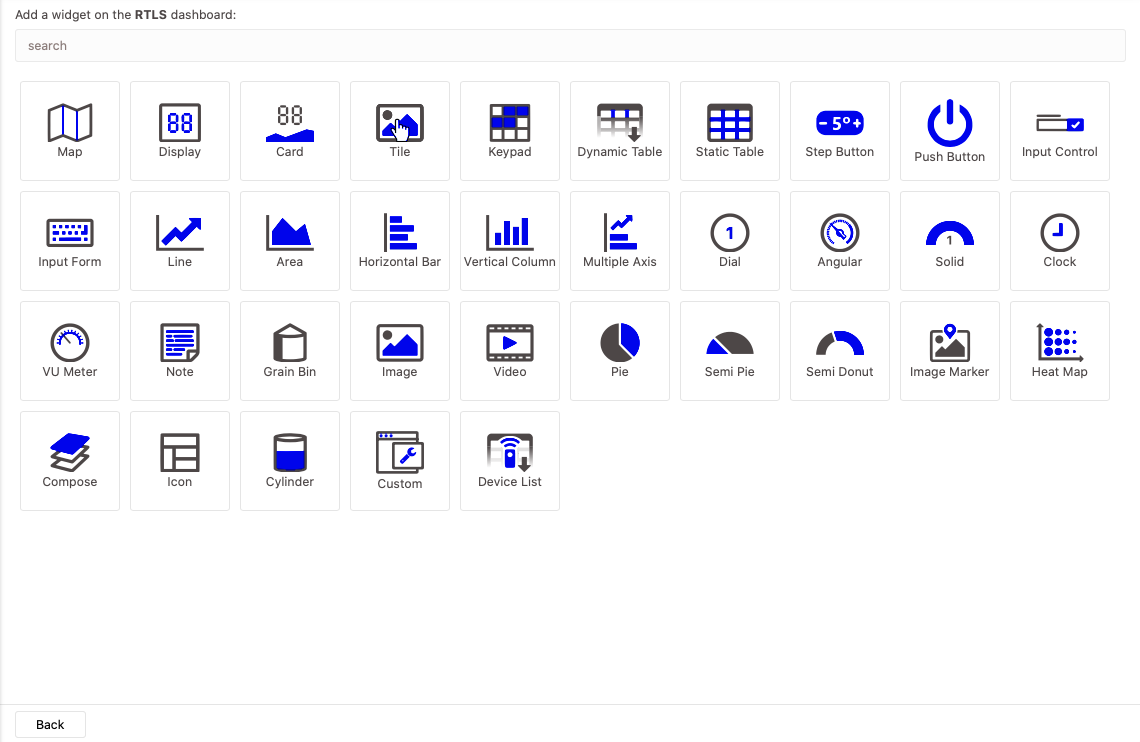 Add a widget on the RTLS dashboard:
search
88 88 - 5° +
Map Display Card Tile Keypad Dynamic Table Static Table Step Button Push Button Input Control
1 1
Input Form Line Area Horizontal Bar Vertical Column Multiple Axis Dial Angular Solid Clock
VU Meter Note Grain Bin Image Video Pie Semi Pie Semi Donut Image Marker Heat Map
Compose Icon Cylinder Custom Device List
Back